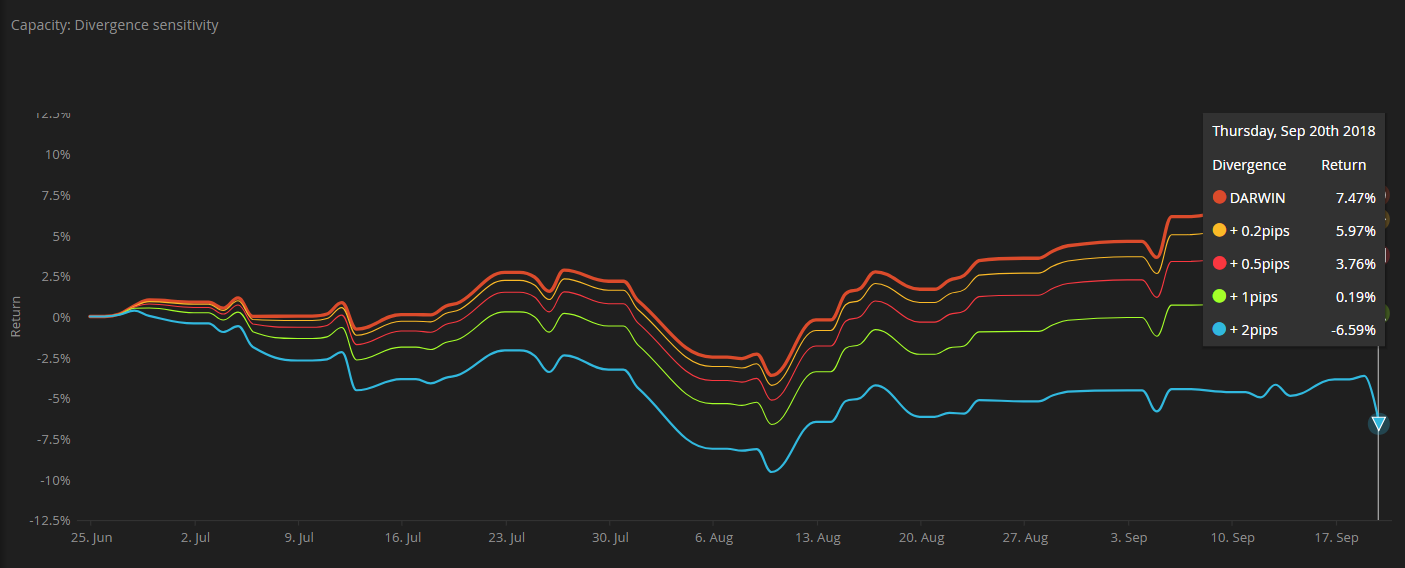 Capacity: Divergence sensitivity
12.5%
10%
7.5%
5%
2.5%
0%
-2.5%
-5%
-7.5%
-10%
-12.5%
Return
25. Jun
2. Jul
9. Jul
16. Jul
23. Jul
30. Jul
6. Aug
13. Aug
20. Aug
27. Aug
3. Sep
10. Sep
17. Sep
Thursday, Sep 20th 2018
Divergence Return
DARWIN 7.47%
+ 0.2pips 5.97%
+ 0.5pips 3.76%
+ 1pips 0.19%
+ 2pips -6.59%